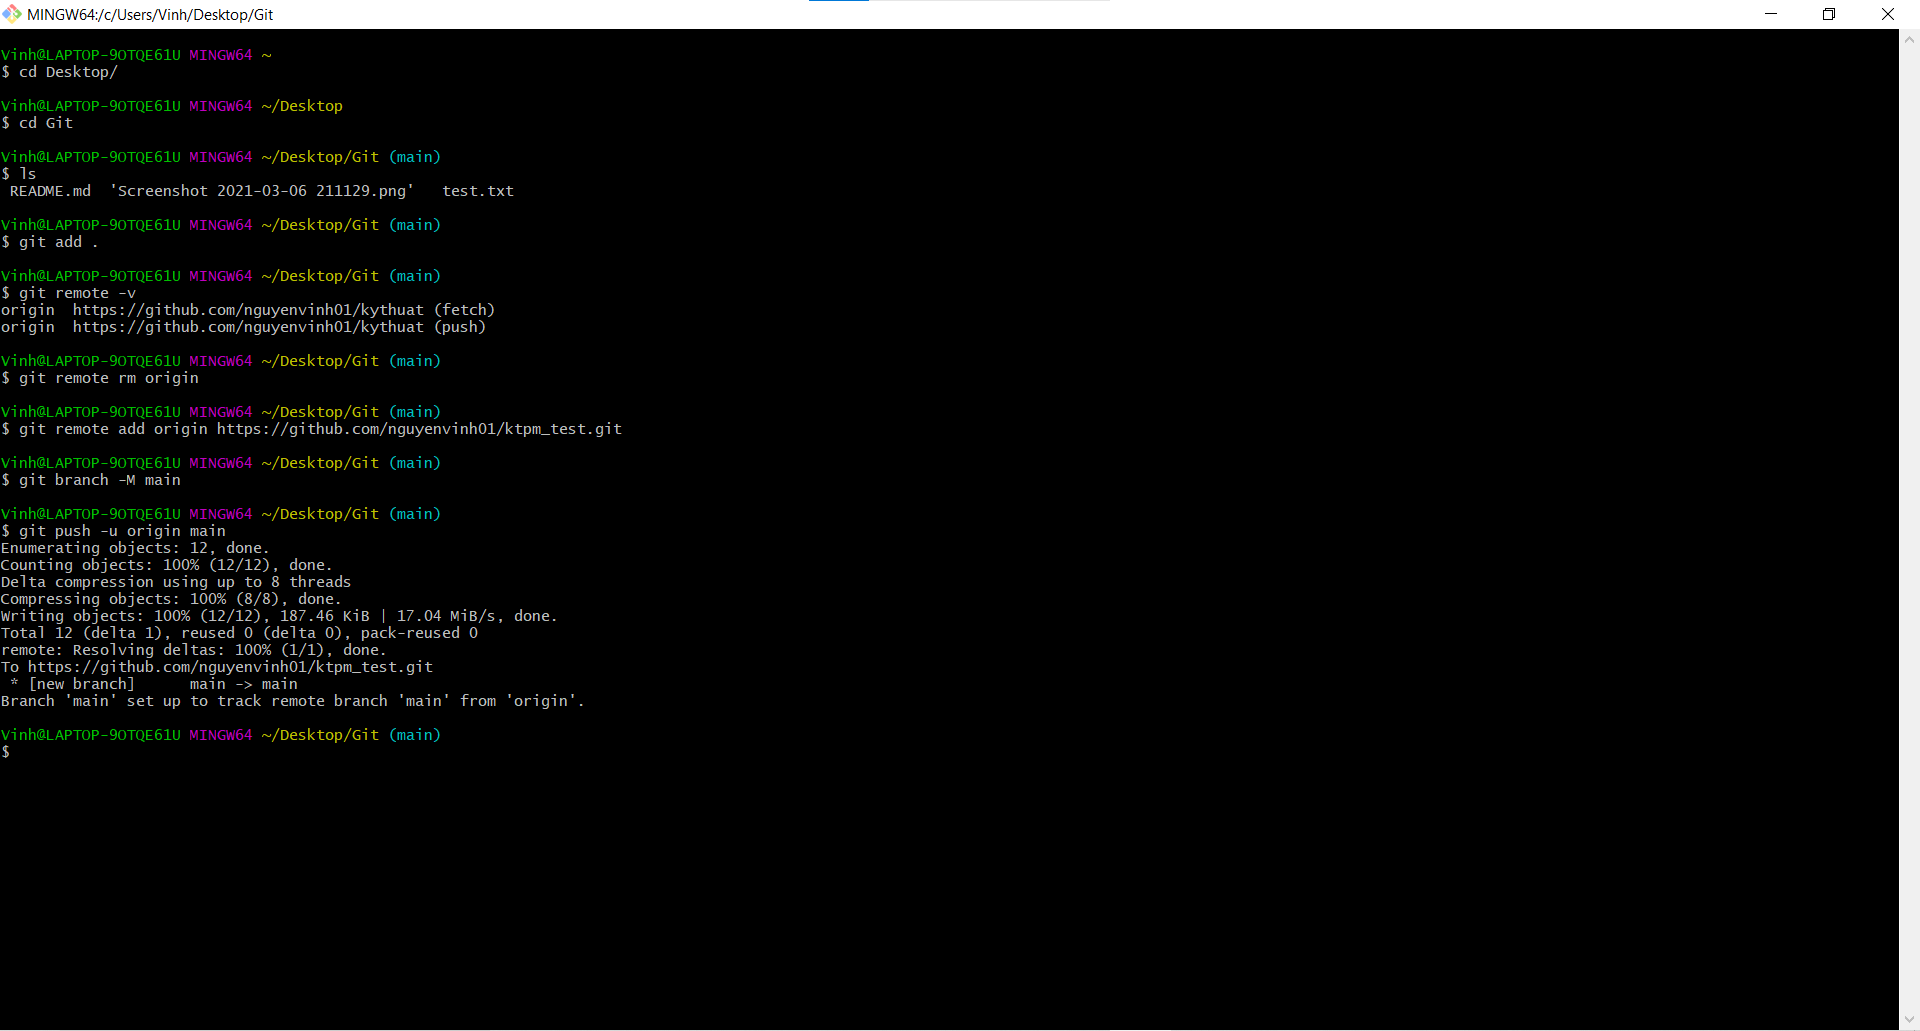 MINGW64:/c/Users/Vinh/Desktop/Git
Vinh@LAPTOP-9OTQE61U MINGW64 ~
$ cd Desktop/
Vinh@LAPTOP-9OTQE61U MINGW64 ~/Desktop
$ cd Git
Vinh@LAPTOP-9OTQE61U MINGW64 ~/Desktop/Git (main)
$ ls
README.md  'Screenshot 2021-03-06 211129.png'   test.txt
Vinh@LAPTOP-9OTQE61U MINGW64 ~/Desktop/Git (main)
$ git add .
Vinh@LAPTOP-9OTQE61U MINGW64 ~/Desktop/Git (main)
$ git remote -v
origin  https://github.com/nguyenvinh01/kythuat (fetch)
origin  https://github.com/nguyenvinh01/kythuat (push)
Vinh@LAPTOP-9OTQE61U MINGW64 ~/Desktop/Git (main)
$ git remote rm origin
Vinh@LAPTOP-9OTQE61U MINGW64 ~/Desktop/Git (main)
$ git remote add origin https://github.com/nguyenvinh01/ktpm_test.git
Vinh@LAPTOP-9OTQE61U MINGW64 ~/Desktop/Git (main)
$ git branch -M main
Vinh@LAPTOP-9OTQE61U MINGW64 ~/Desktop/Git (main)
$ git push -u origin main
Enumerating objects: 12, done.
Counting objects: 100% (12/12), done.
Delta compression using up to 8 threads
Compressing objects: 100% (8/8), done.
Writing objects: 100% (12/12), 187.46 KiB | 17.04 MiB/s, done.
Total 12 (delta 1), reused 0 (delta 0), pack-reused 0
remote: Resolving deltas: 100% (1/1), done.
To https://github.com/nguyenvinh01/ktpm_test.git
 * [new branch]      main -> main
Branch 'main' set up to track remote branch 'main' from 'origin'.
Vinh@LAPTOP-9OTQE61U MINGW64 ~/Desktop/Git (main)
$